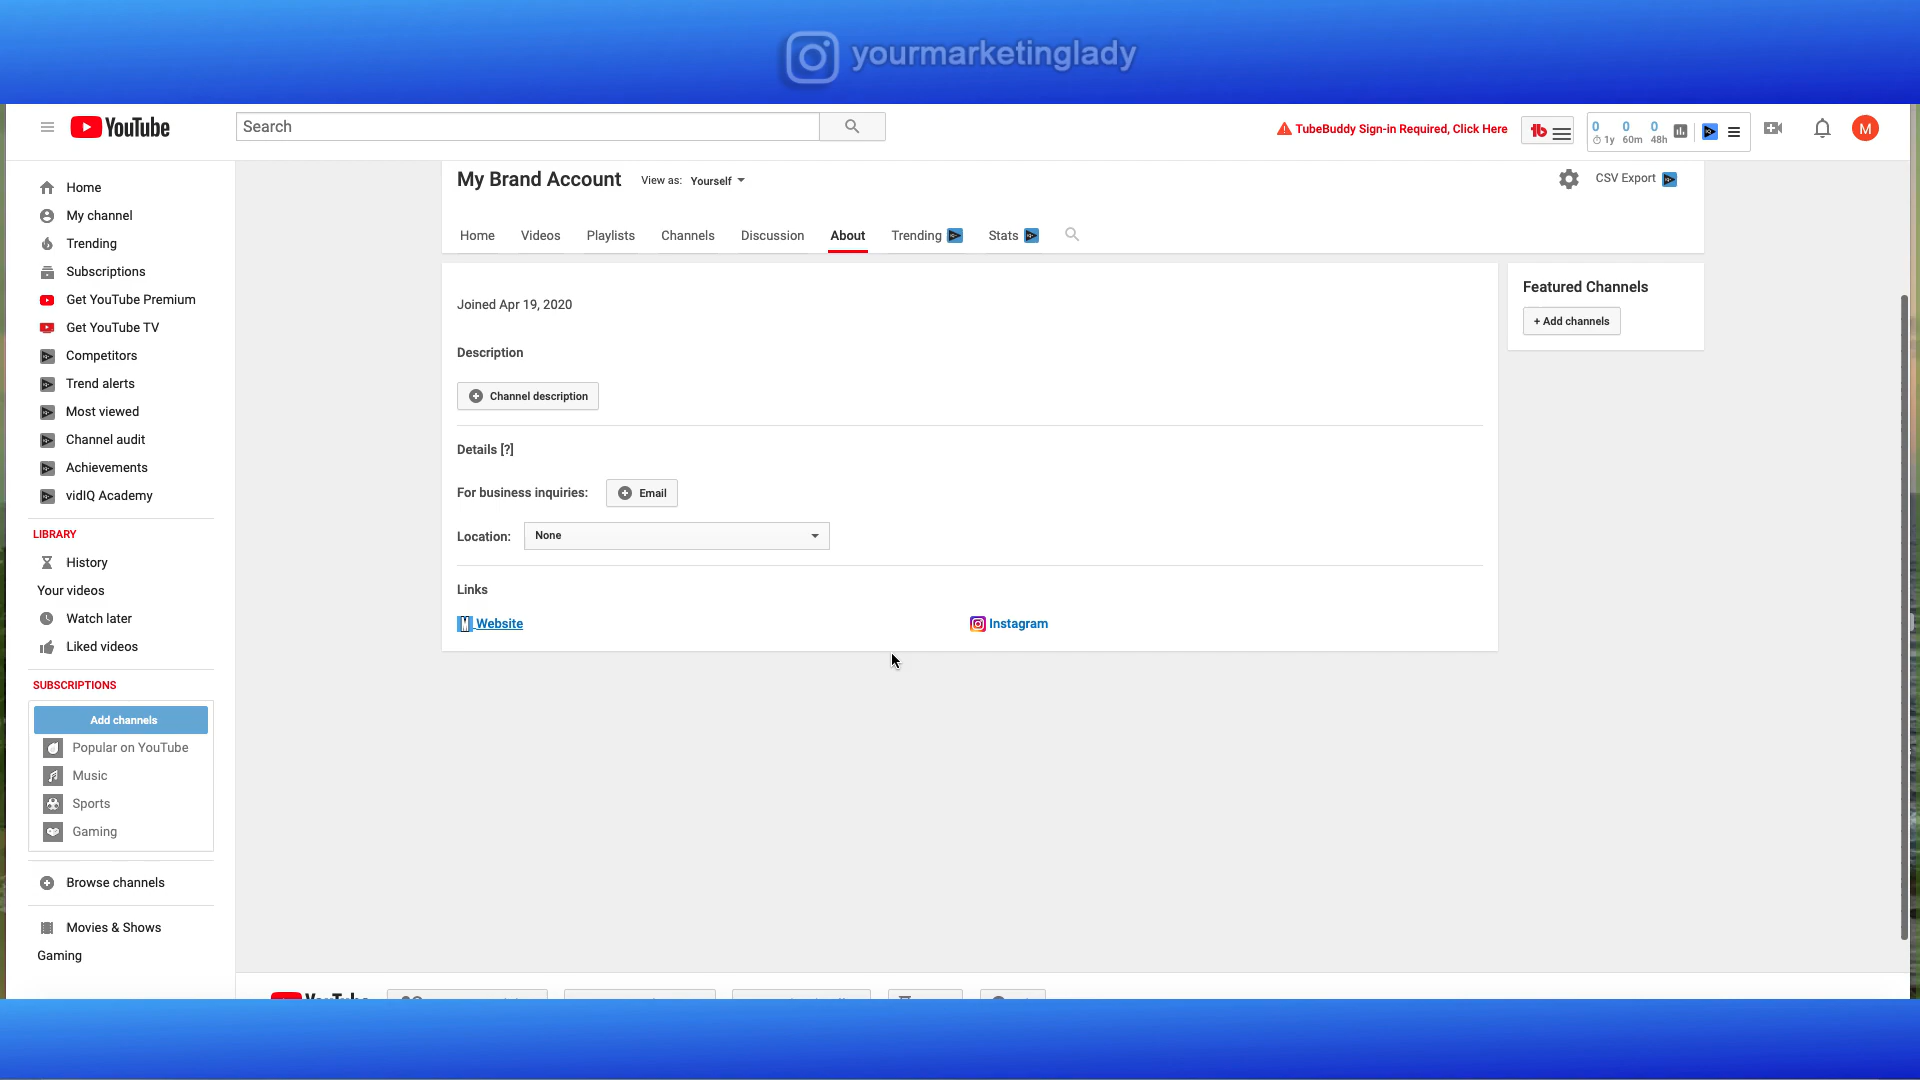 yourmarketinglady
YouTube
Search
TubeBuddy Sign-in Required, Click Here
0 0 0
1y 60m 48h
M
Home
My channel
Trending
Subscriptions
Get YouTube Premium
Get YouTube TV
Competitors
Trend alerts
Most viewed
Channel audit
Achievements
vidIQ Academy
LIBRARY
History
Your videos
Watch later
Liked videos
SUBSCRIPTIONS
Add channels
Popular on YouTube
Music
Sports
Gaming
Browse channels
Movies & Shows
Gaming
My Brand Account View as: Yourself
CSV Export
Home Videos Playlists Channels Discussion About Trending Stats
Joined Apr 19, 2020
Description
Channel description
Details [?]
For business inquiries: Email
Location: None
Links
Website Instagram
Featured Channels
+ Add channels
YouTube